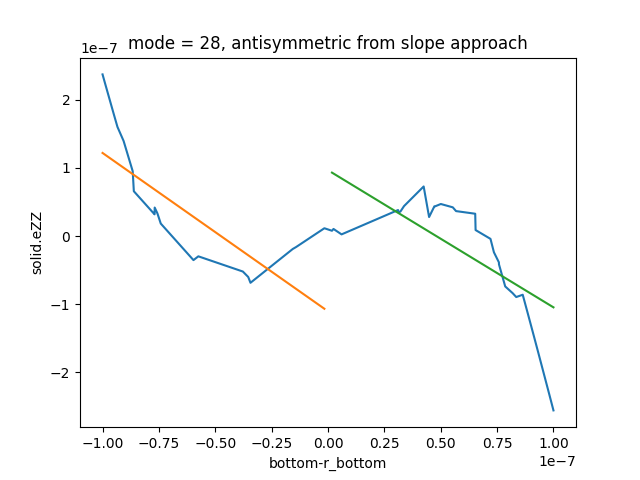 mode = 28, antisymmetric from slope approach
1e−7
2
1
0
−1
−2
solid.eZZ
−1.00 −0.75 −0.50 −0.25 0.00 0.25 0.50 0.75 1.00
1e−7
bottom-r_bottom